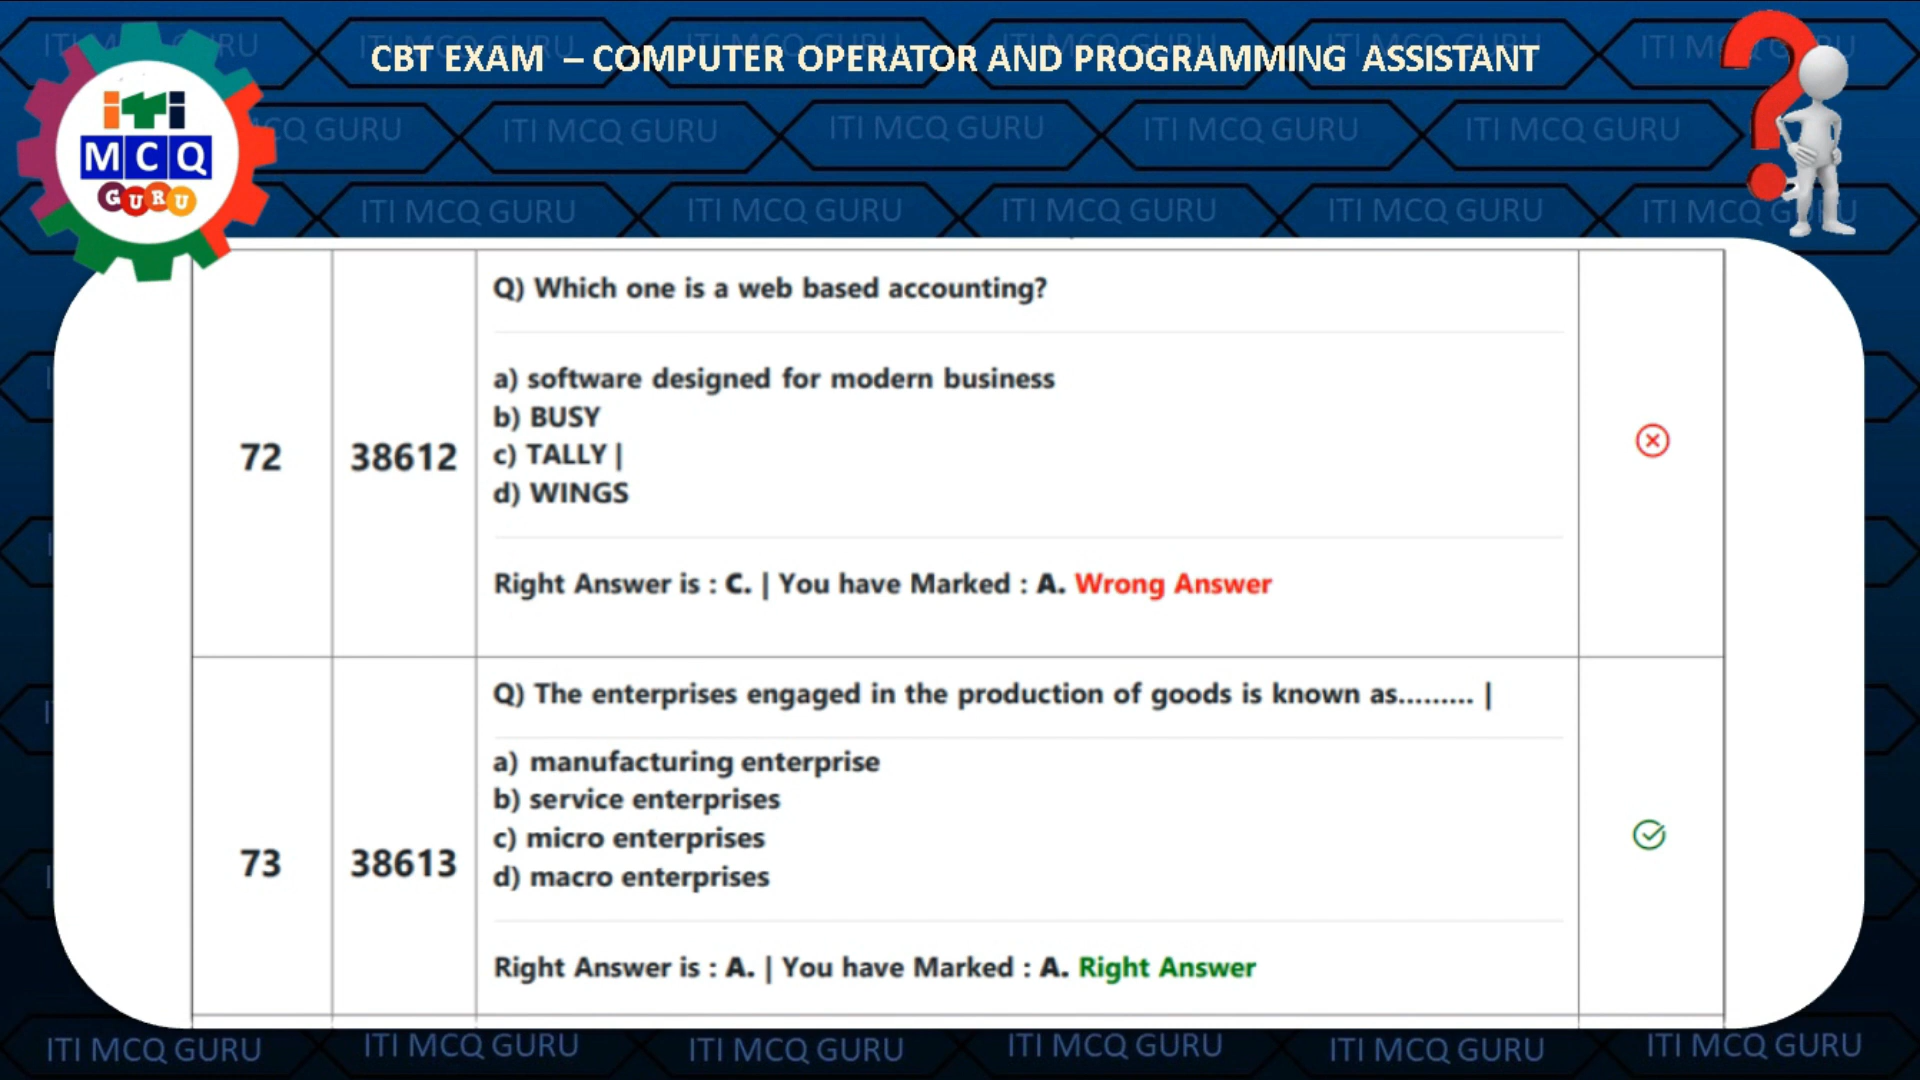 CBT EXAM – COMPUTER OPERATOR AND PROGRAMMING ASSISTANT
iTi
MCQ
GURU
Q) Which one is a web based accounting?
a) software designed for modern business
b) BUSY
72 38612 c) TALLY |
d) WINGS
Right Answer is : C. | You have Marked : A. Wrong Answer
Q) The enterprises engaged in the production of goods is known as......... |
a) manufacturing enterprise
b) service enterprises
c) micro enterprises
73 38613 d) macro enterprises
Right Answer is : A. | You have Marked : A. Right Answer
ITI MCQ GURU ITI MCQ GURU ITI MCQ GURU ITI MCQ GURU ITI MCQ GURU ITI MCQ GURU